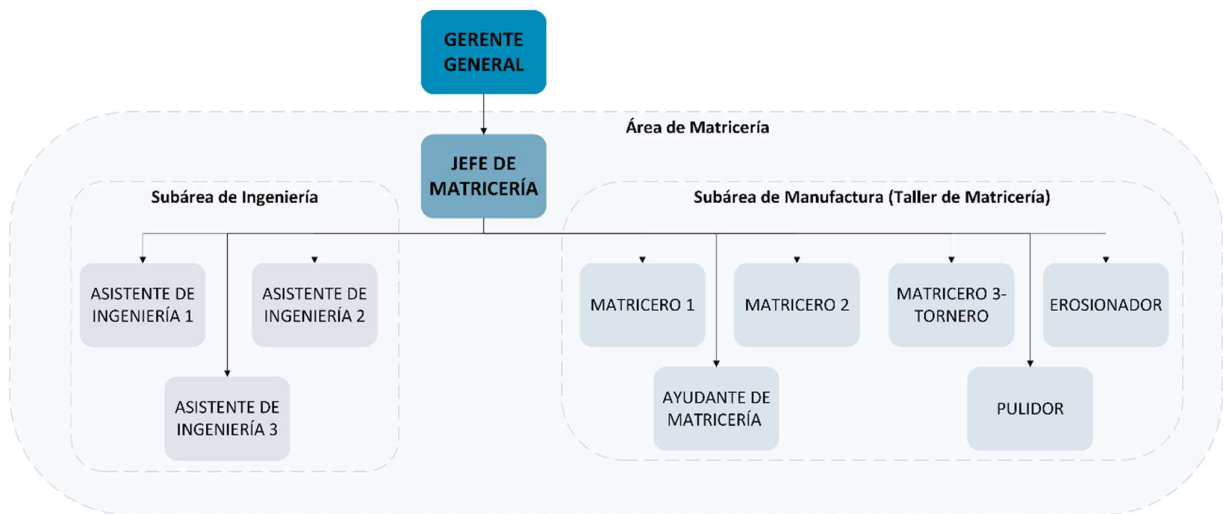 GERENTE
GENERAL
Área de Matricería
JEFE DE
MATRICERÍA
Subárea de Ingeniería
Subárea de Manufactura (Taller de Matricería)
ASISTENTE DE
INGENIERÍA 1
ASISTENTE DE
INGENIERÍA 2
MATRICERO 1
MATRICERO 2
MATRICERO 3-
TORNERO
EROSIONADOR
ASISTENTE DE
INGENIERÍA 3
AYUDANTE DE
MATRICERÍA
PULIDOR